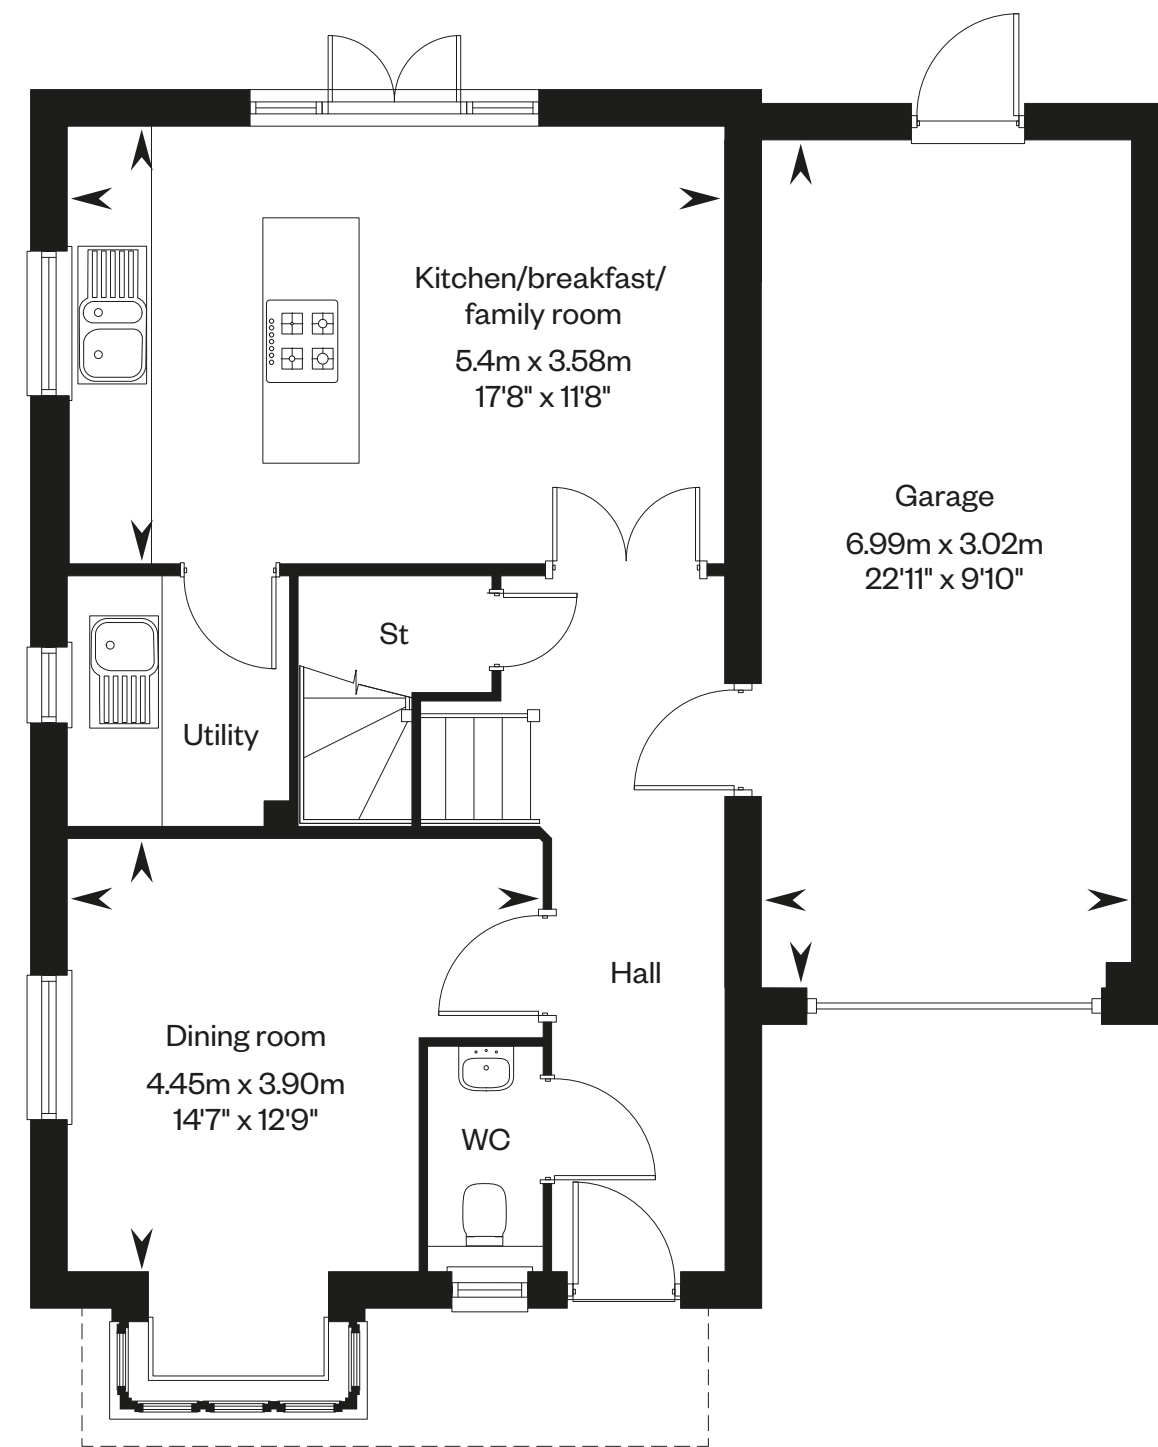 Kitchen/breakfast/
family room
5.4m x 3.58m
17'8" x 11'8"
Garage
6.99m x 3.02m
22'11" x 9'10"
St
Utility
Hall
Dining room
4.45m x 3.90m
14'7" x 12'9"
WC